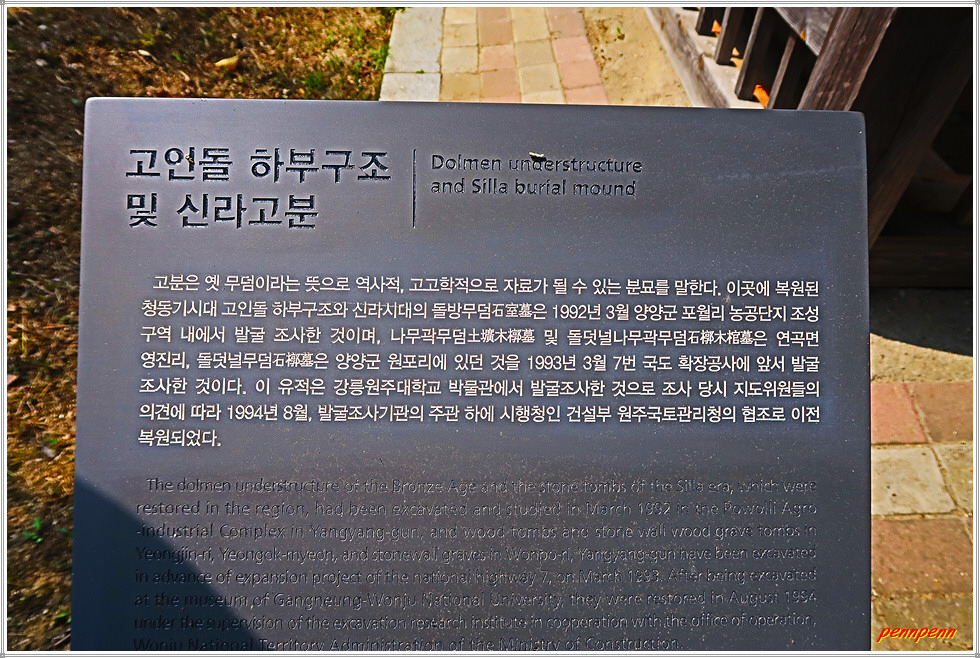 고인돌 하부구조
및 신라고분
Dolmen understructure
and Silla burial mound
고분은 옛 무덤이라는 뜻으로 역사적, 고고학적으로 자료가 될 수 있는 분묘를 말한다. 이곳에 복원된
청동기시대 고인돌 하부구조와 신라시대의 돌방무덤石室墓은 1992년 3월 양양군 포월리 농공단지 조성
구역 내에서 발굴 조사한 것이며, 나무곽무덤土壙木槨墓 및 돌덧널나무곽무덤石槨木棺墓은 연곡면
영진리, 돌덧널무덤石槨墓은 양양군 원포리에 있던 것을 1993년 3월 7번 국도 확장공사에 앞서 발굴
조사한 것이다. 이 유적은 강릉원주대학교 박물관에서 발굴조사한 것으로 조사 당시 지도위원들의
의견에 따라 1994년 8월, 발굴조사기관의 주관 하에 시행청인 건설부 원주국토관리청의 협조로 이전
복원되었다.
The dolmen understructure of the Bronze Age and the stone tombs of the Silla era, which were
restored in the region, had been excavated and studied in March 1992 in the Powolli Agro
-industrial Complex in Yangyang-gun, and wood tombs and stone wall wood grave tombs in
Yeongjin-ri, Yeongok-myeon, and stonewall graves in Wonpo-ri, Yangyang-gun have been excavated
in advance of expansion project of the national highway 7, on March 1993. After being excavated
at the museum of Gangneung-Wonju National University, they were restored in August 1994
under the supervision of the excavation research institute in cooperation with the office of operation,
Wonju National Territory Administration of the Ministry of Construction.
pennpenn